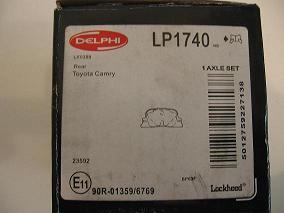 DELPHI
LP1740
Rear
Toyota Camry
1 AXLE SET
5012759227138
23592
E11
90R-01359/6769
Lockheed